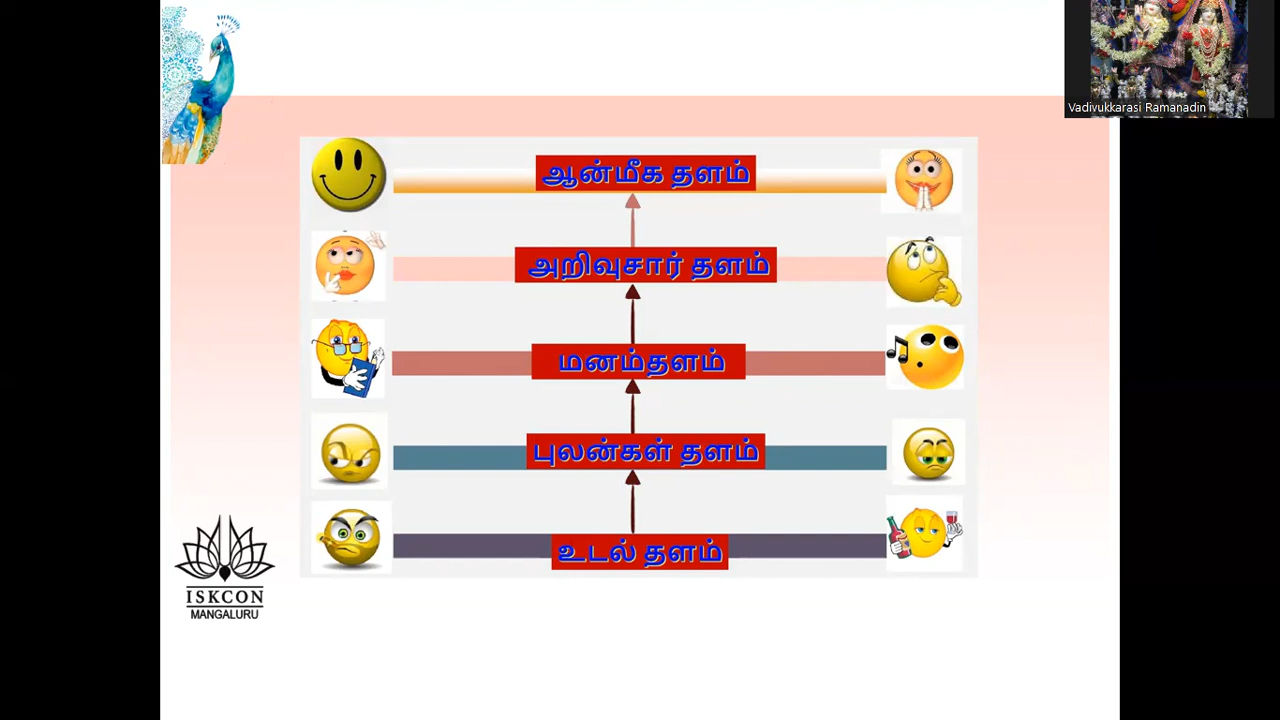 Vadivukkarasi Ramanadin
ஆன்மீக தளம்
அறிவுசார் தளம்
மனம்தளம்
புலன்கள் தளம்
உடல் தளம்
ISKCON
MANGALURU